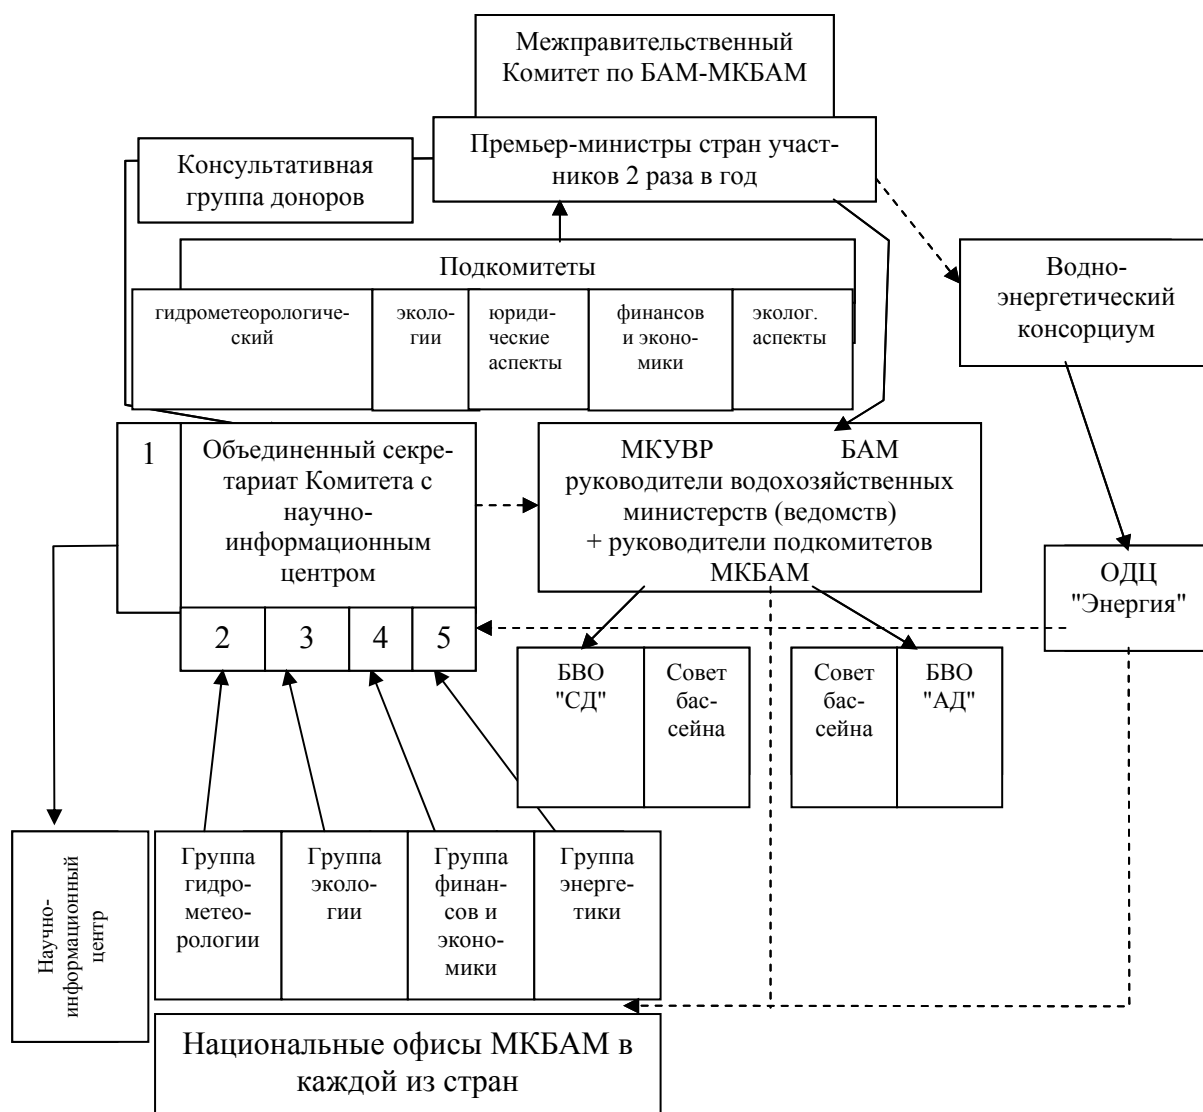 Межправительственный
Комитет по БАМ-МКБАМ
Премьер-министры стран участ-
ников 2 раза в год
Консультативная
группа доноров
Подкомитеты
гидрометеорологиче-
ский
эколо-
гии
юриди-
ческие
аспекты
финансов
и эконо-
мики
эколог.
аспекты
Водно-
энергетический
консорциум
1
Объединенный секре-
тариат Комитета с
научно-
информационным
центром
2 3 4 5
МКУВР БАМ
руководители водохозяйственных
министерств (ведомств)
+ руководители подкомитетов
МКБАМ
ОДЦ
"Энергия"
БВО
"СД"
Совет
бас-
сейна
Совет
бас-
сейна
БВО
"АД"
Научно-
информационный
центр
Группа
гидро-
метео-
рологии
Группа
эколо-
гии
Группа
финан-
сов и
эконо-
мики
Группа
энерге-
тики
Национальные офисы МКБАМ в
каждой из стран